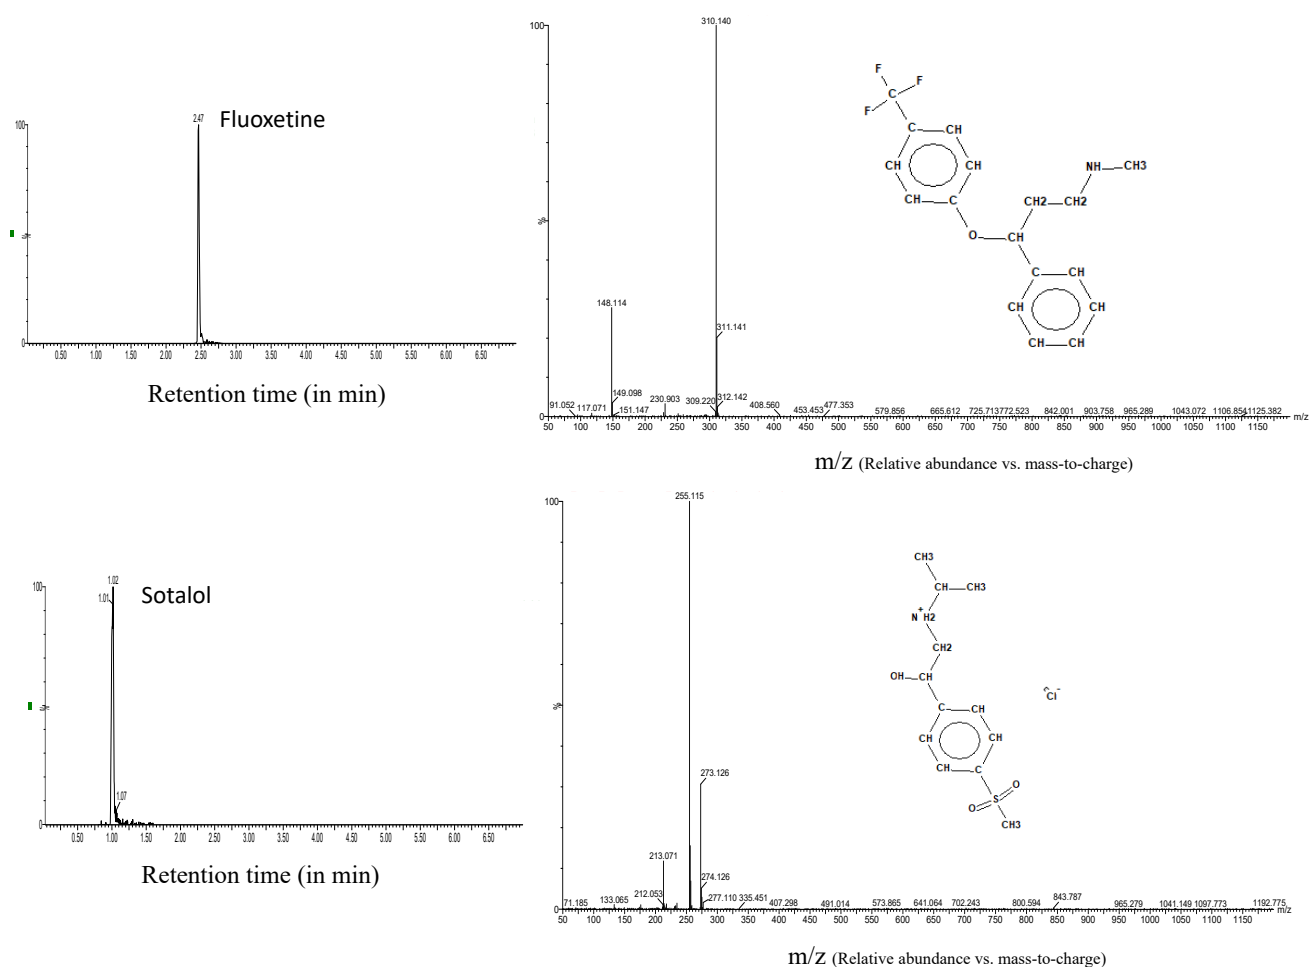 Fluoxetine
100
2.47
%
0
0.50 1.00 1.50 2.00 2.50 3.00 3.50 4.00 4.50 5.00 5.50 6.00 6.50
Retention time (in min)
100
%
0
310.140
148.114
311.141
149.098
230.903
312.142
91.052
117.071
151.147
309.220
408.560
453.453
477.353
579.856
665.612
725.713
772.523
842.001
903.758
965.289
1043.072
1106.854
1125.382
50 100 150 200 250 300 350 400 450 500 550 600 650 700 750 800 850 900 950 1000 1050 1100 1150
m/z
F
F
C
F
C CH
CH CH
CH C
NH CH3
CH2 CH2
O CH
C CH
CH CH
CH CH
m/z (Relative abundance vs. mass-to-charge)
Sotalol
100
1.02
1.01
1.07
0
0.50 1.00 1.50 2.00 2.50 3.00 3.50 4.00 4.50 5.00 5.50 6.00 6.50
Retention time (in min)
100
%
0
255.115
273.126
213.071
274.126
212.053
277.110
71.185
133.065
335.451
407.298
491.014
573.865
641.064
702.243
800.594
843.787
965.279
1041.149
1097.773
1192.775
50 100 150 200 250 300 350 400 450 500 550 600 650 700 750 800 850 900 950 1000 1050 1100 1150
m/z
CH3
CH CH3
N+ H2
CH2
OH CH
Cl-
C CH
CH CH
CH C
O
O S
CH3
m/z (Relative abundance vs. mass-to-charge)